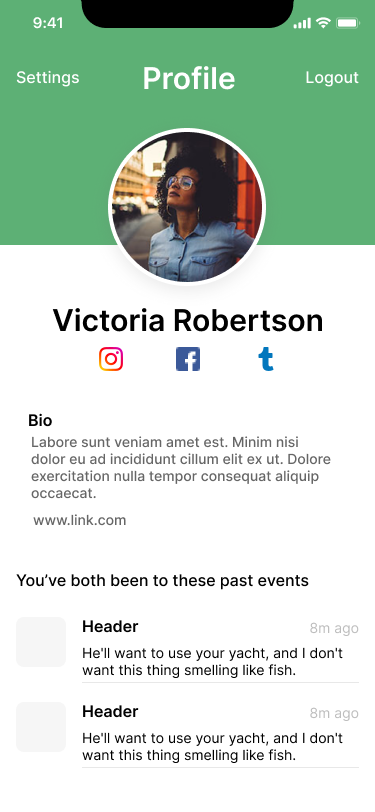 9:41
Settings Profile Logout
Victoria Robertson
Bio
Labore sunt veniam amet est. Minim nisi
dolor eu ad incididunt cillum elit ex ut. Dolore
exercitation nulla tempor consequat aliquip
occaecat.
www.link.com
You’ve both been to these past events
Header 8m ago
He'll want to use your yacht, and I don't
want this thing smelling like fish.
Header 8m ago
He'll want to use your yacht, and I don't
want this thing smelling like fish.